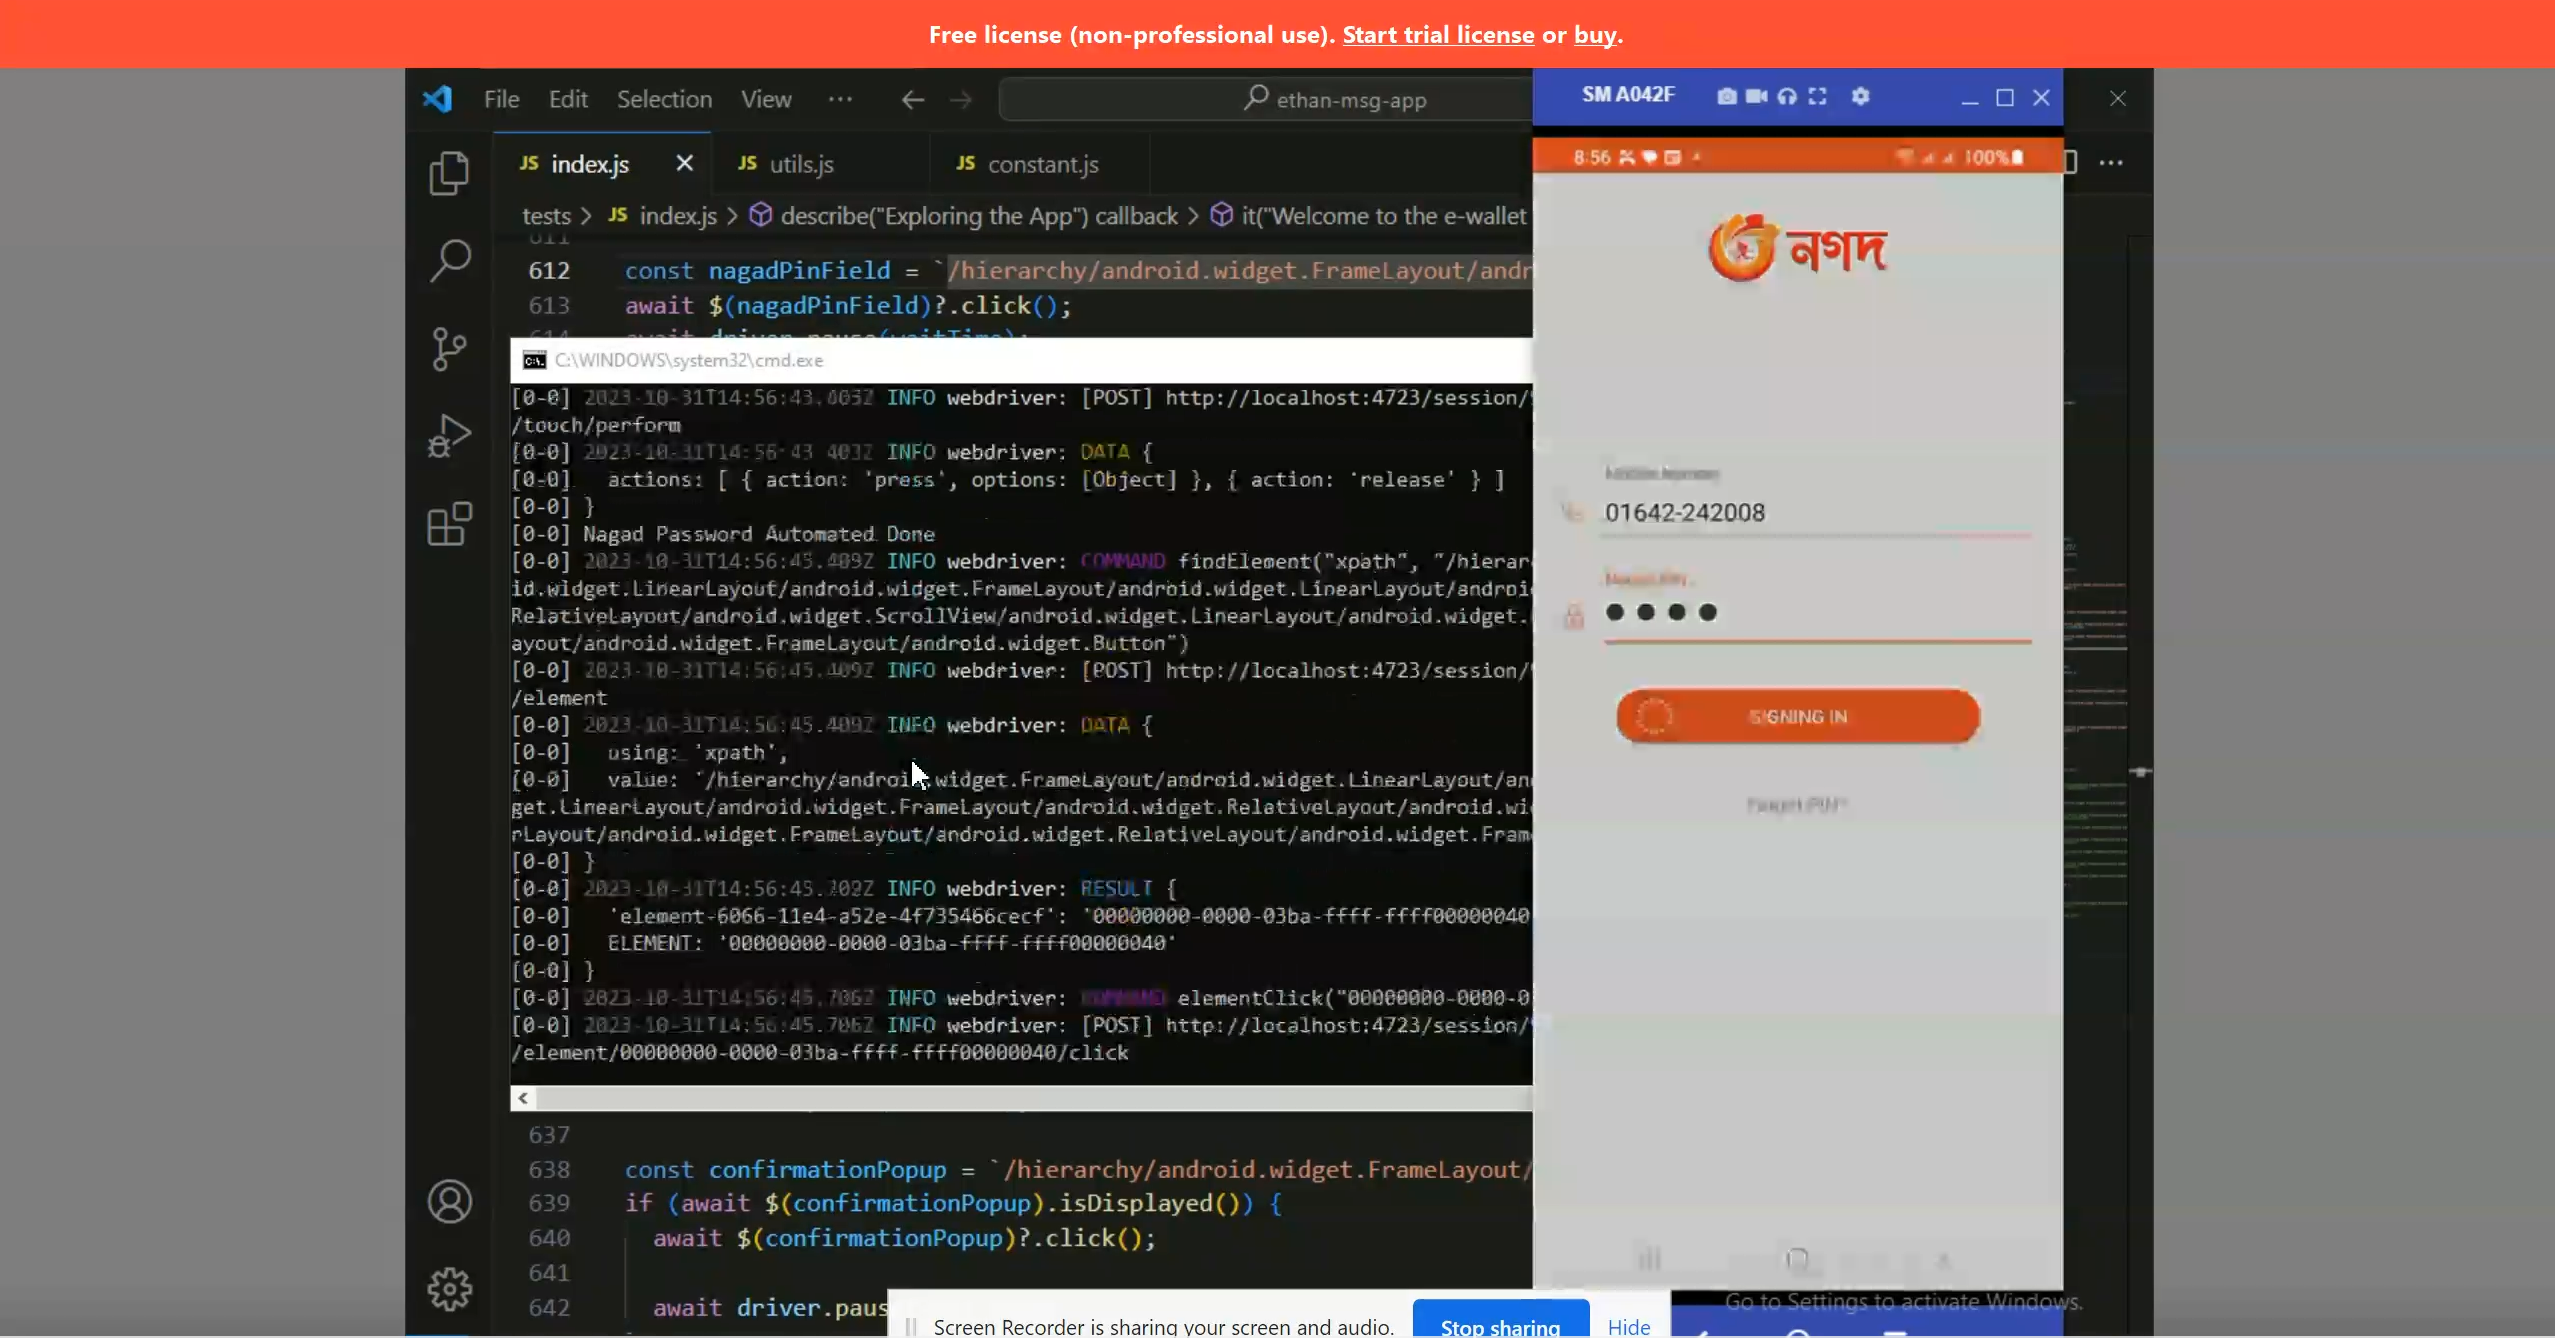 Free license (non-professional use). Start trial license or buy.
File Edit Selection View ··· ethan-msg-app
SM A042F
JS index.js JS utils.js JS constant.js
tests > JS index.js > describe("Exploring the App") callback > it("Welcome to the e-wallet
611
612 const nagadPinField = `/hierarchy/android.widget.FrameLayout/andr
613 await $(nagadPinField)?.click();
614 await driver.pause(waitTime);
C:\WINDOWS\system32\cmd.exe
[0-0] 2023-10-31T14:56:43.403Z INFO webdriver: [POST] http://localhost:4723/session/
/touch/perform
[0-0] 2023-10-31T14:56:43.403Z INFO webdriver: DATA {
[0-0] actions: [ { action: 'press', options: [Object] }, { action: 'release' } ]
[0-0] }
[0-0] Nagad Password Automated Done
[0-0] 2023-10-31T14:56:45.409Z INFO webdriver: COMMAND findElement("xpath", "/hierar
id.widget.LinearLayout/android.widget.FrameLayout/android.widget.LinearLayout/androi
RelativeLayout/android.widget.ScrollView/android.widget.LinearLayout/android.widget.
ayout/android.widget.FrameLayout/android.widget.Button")
[0-0] 2023-10-31T14:56:45.409Z INFO webdriver: [POST] http://localhost:4723/session/
/element
[0-0] 2023-10-31T14:56:45.409Z INFO webdriver: DATA {
[0-0] using: 'xpath',
[0-0] value: '/hierarchy/android.widget.FrameLayout/android.widget.LinearLayout/an
get.LinearLayout/android.widget.FrameLayout/android.widget.RelativeLayout/android.wi
rLayout/android.widget.FrameLayout/android.widget.RelativeLayout/android.widget.Fram
[0-0] }
[0-0] INFO webdriver: RESULT {
[0-0] 'element-6066-11e4-a52e-4f735466cecf': '00000000-0000-03ba-ffff-ffff00000040
[0-0] ELEMENT: '00000000-0000-03ba-ffff-ffff00000040'
[0-0] }
[0-0] 2023-10-31T14:56:45.706Z INFO webdriver: COMMAND elementClick("00000000-0000-0
[0-0] 2023-10-31T14:56:45.706Z INFO webdriver: [POST] http://localhost:4723/session/
/element/00000000-0000-03ba-ffff-ffff00000040/click
637
638 const confirmationPopup = `/hierarchy/android.widget.FrameLayout/
639 if (await $(confirmationPopup).isDisplayed()) {
640 await $(confirmationPopup)?.click();
641
642 await driver.paus
8:56 100%
নগদ
01642-242008
SIGNING IN
Forgot PIN?
Go to Settings to activate Windows.
Screen Recorder is sharing your screen and audio. Stop sharing Hide